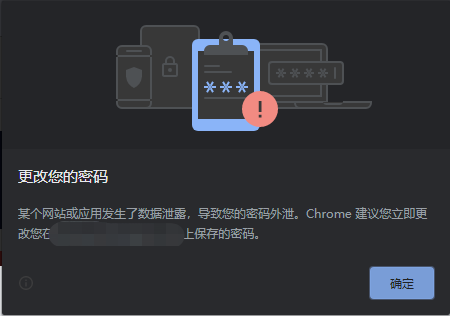 更改您的密码
某个网站或应用发生了数据泄露，导致您的密码外泄。Chrome 建议您立即更
改您在上保存的密码。
确定